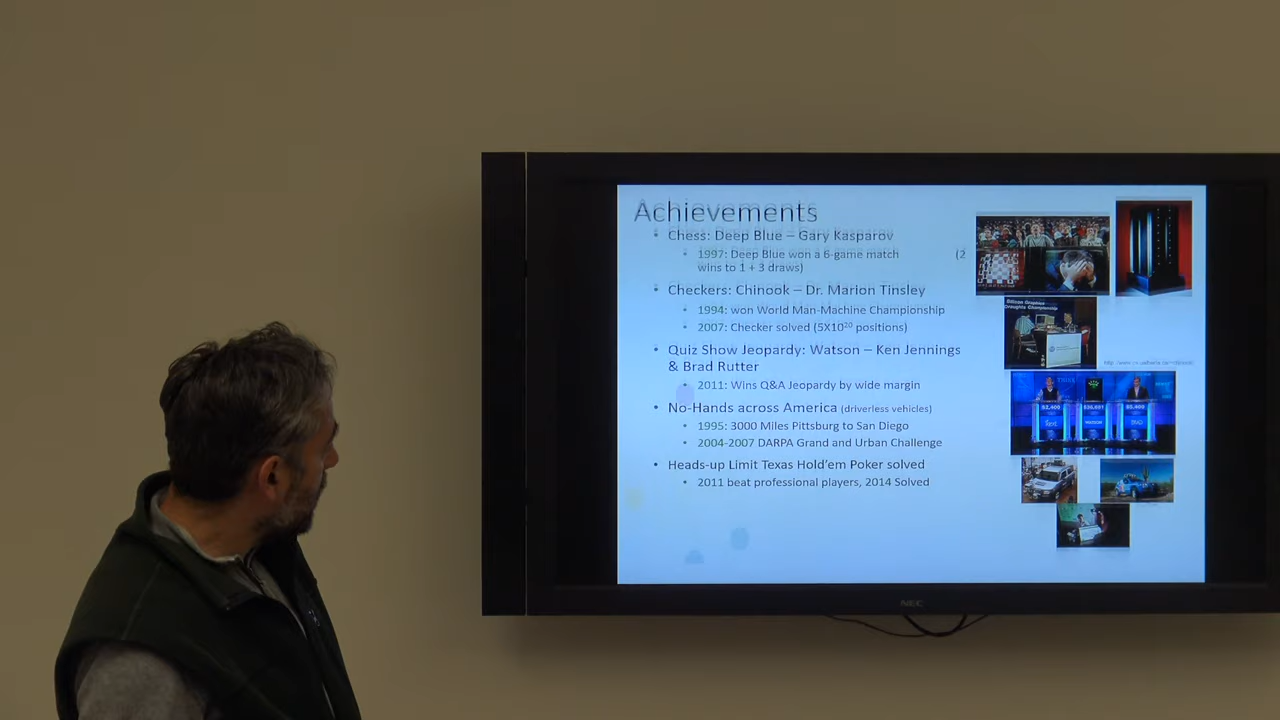 Achievements
• Chess: Deep Blue – Gary Kasparov
• 1997: Deep Blue won a 6-game match (2
wins to 1 + 3 draws)
• Checkers: Chinook – Dr. Marion Tinsley
• 1994: won World Man-Machine Championship
• 2007: Checker solved (5X10²⁰ positions)
• Quiz Show Jeopardy: Watson – Ken Jennings
& Brad Rutter
• 2011: Wins Q&A Jeopardy by wide margin
• No-Hands across America (driverless vehicles)
• 1995: 3000 Miles Pittsburg to San Diego
• 2004-2007 DARPA Grand and Urban Challenge
• Heads-up Limit Texas Hold'em Poker solved
• 2011 beat professional players, 2014 Solved
Draughts Championship
NEC